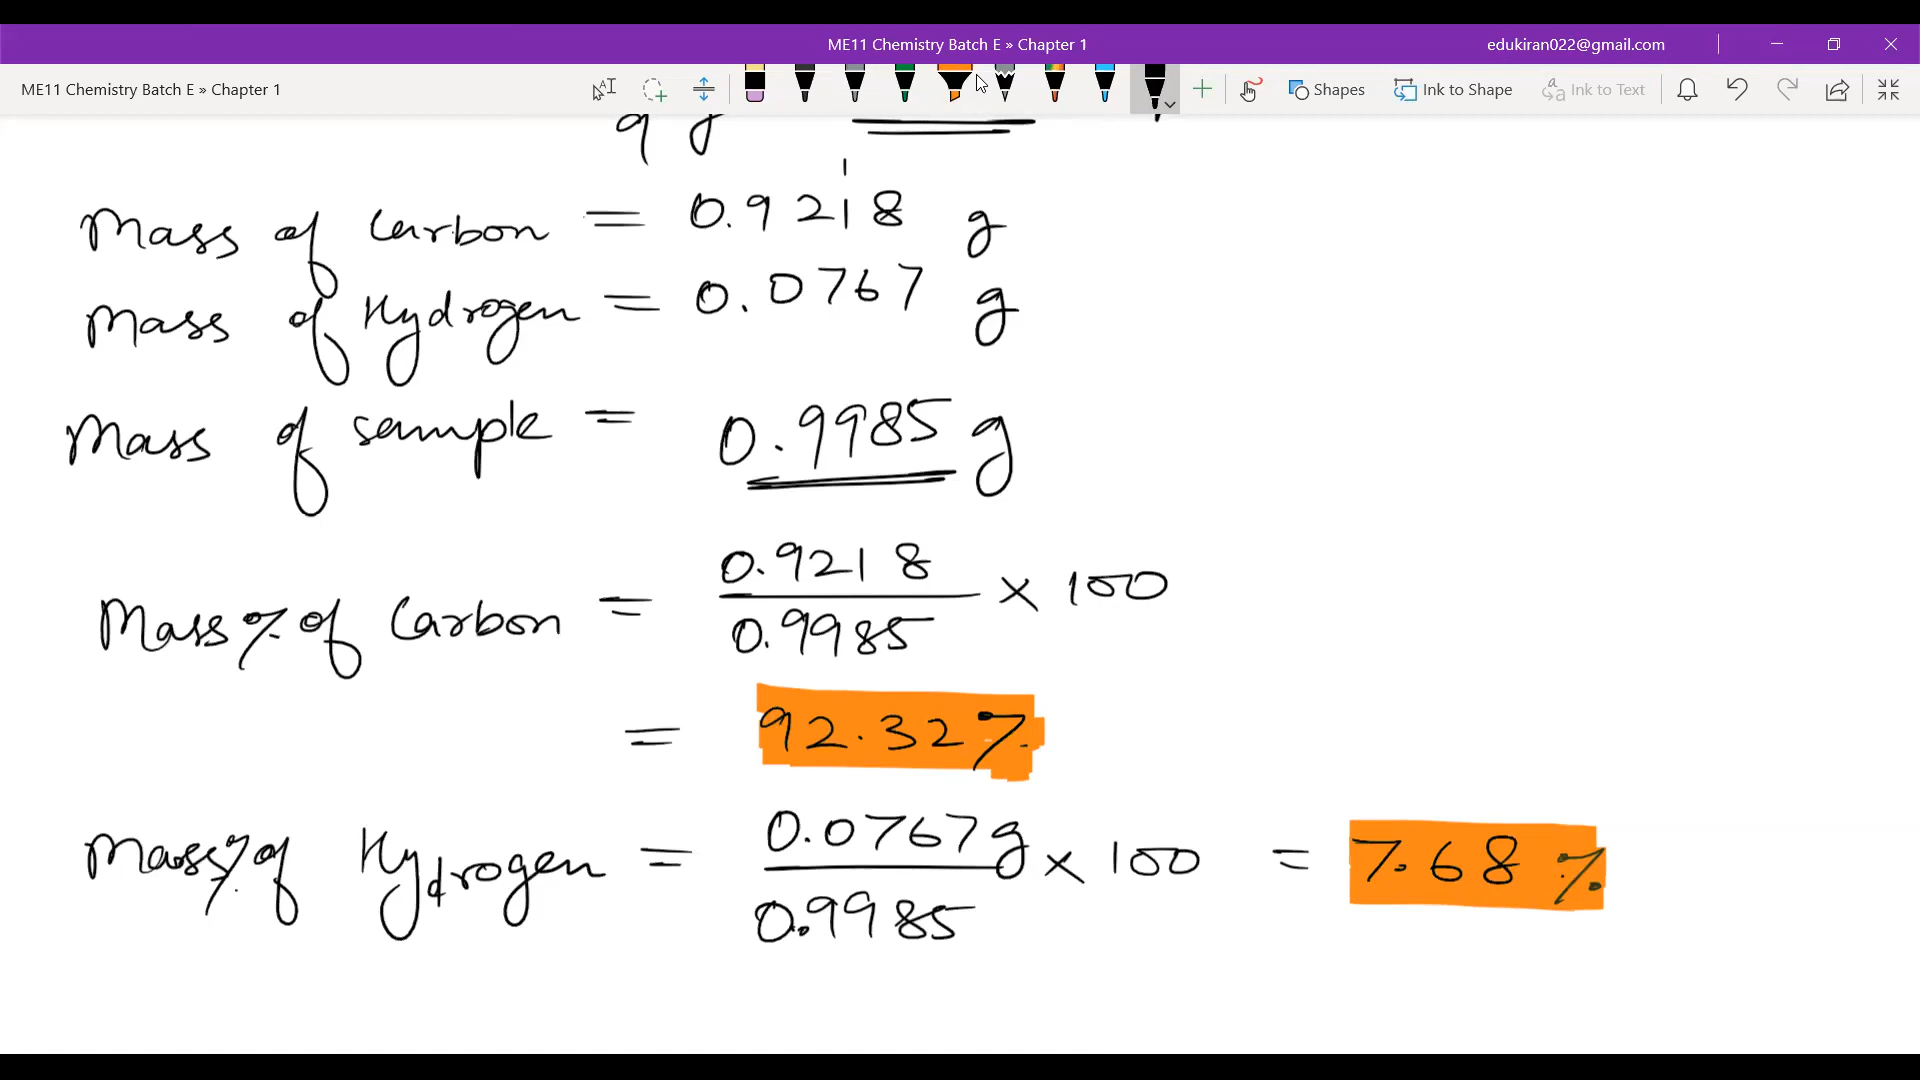 ME11 Chemistry Batch E » Chapter 1
edukiran022@gmail.com
ME11 Chemistry Batch E » Chapter 1
Shapes
Ink to Shape
Ink to Text
Mass of Carbon = 0.9218 g
Mass of Hydrogen = 0.0767 g
Mass of sample = 0.9985 g
Mass % of Carbon = 0.9218 / 0.9985 × 100
= 92.32 %
Mass % of Hydrogen = 0.0767 g / 0.9985 × 100 = 7.68 %